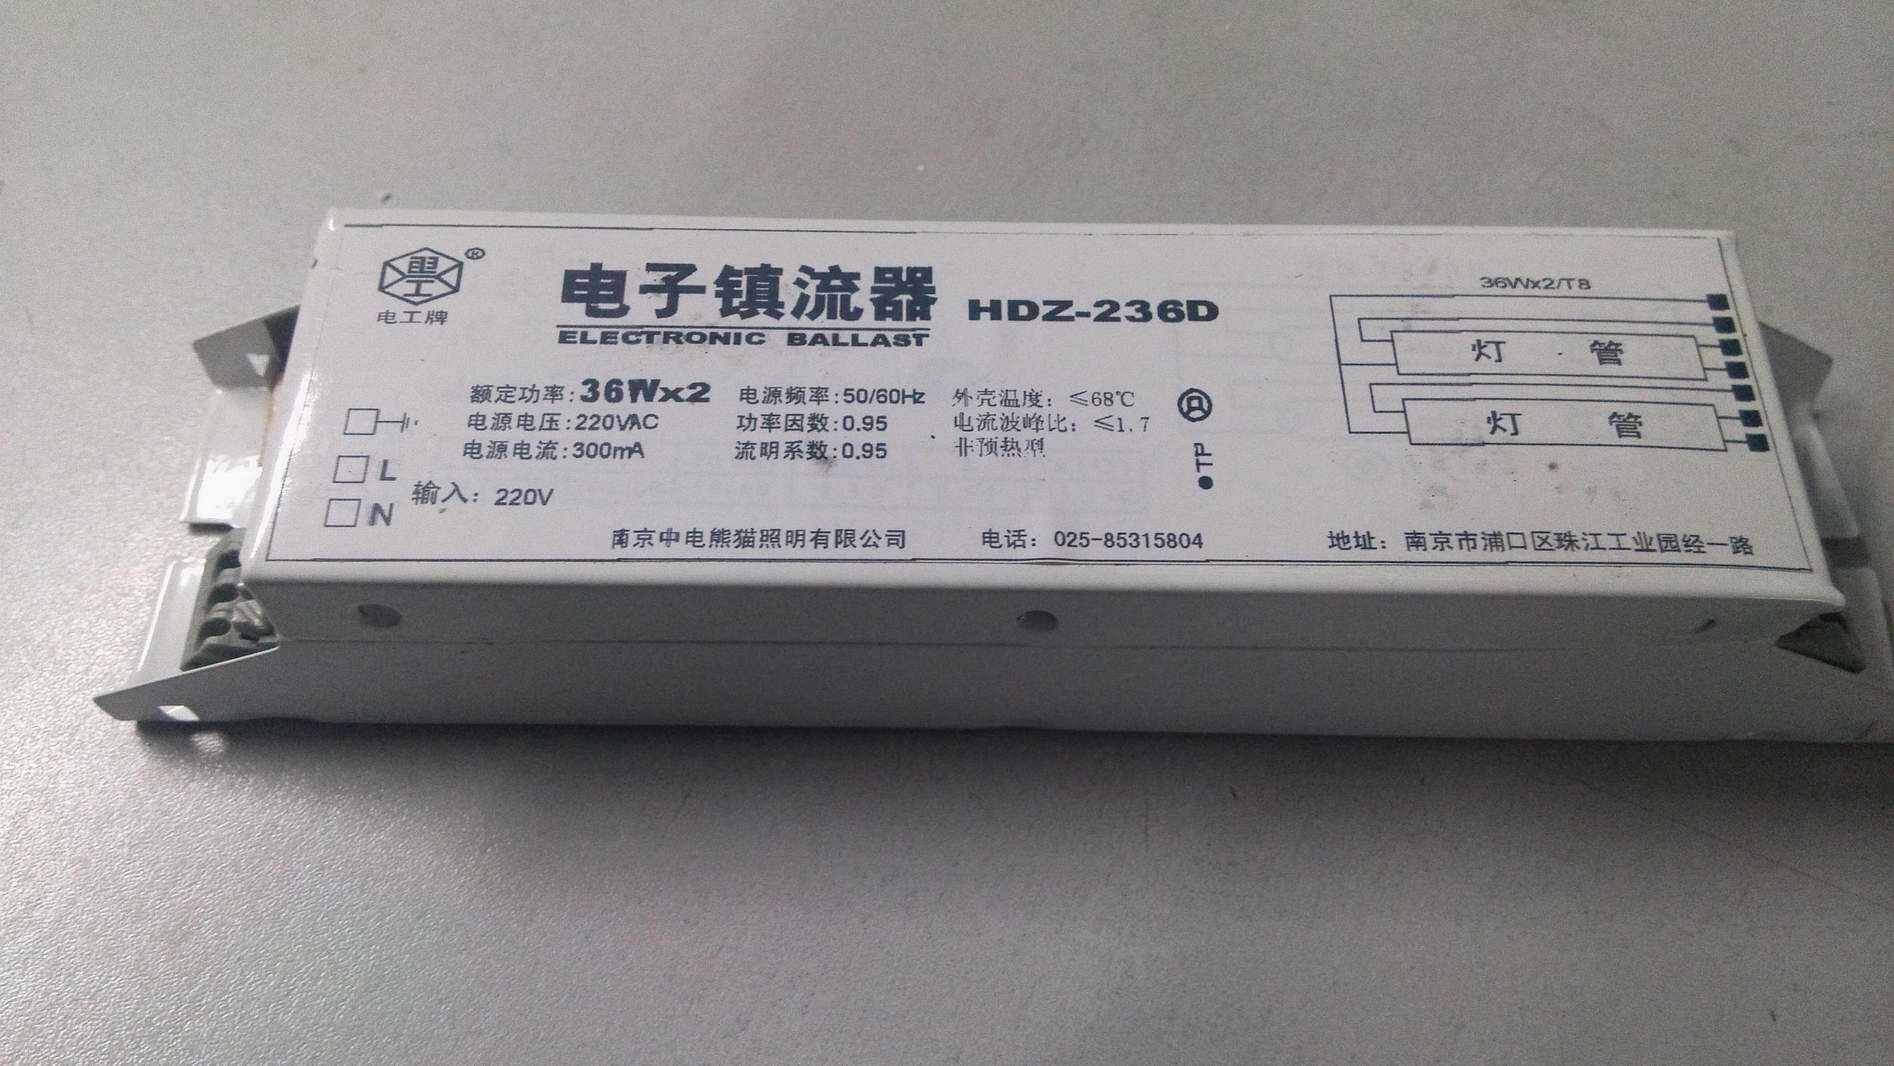 电工牌
电子镇流器 HDZ-236D
ELECTRONIC BALLAST
额定功率:36Wx2 电源频率:50/60Hz 外壳温度：≤68℃
电源电压:220VAC 功率因数:0.95 电流波峰比：≤1.7
电源电流:300mA 流明系数:0.95 非预热型
L
N
输入：220V
TP
36Wx2/T8
灯管
灯管
南京中电熊猫照明有限公司 电话：025-85315804 地址：南京市浦口区珠江工业园经一路